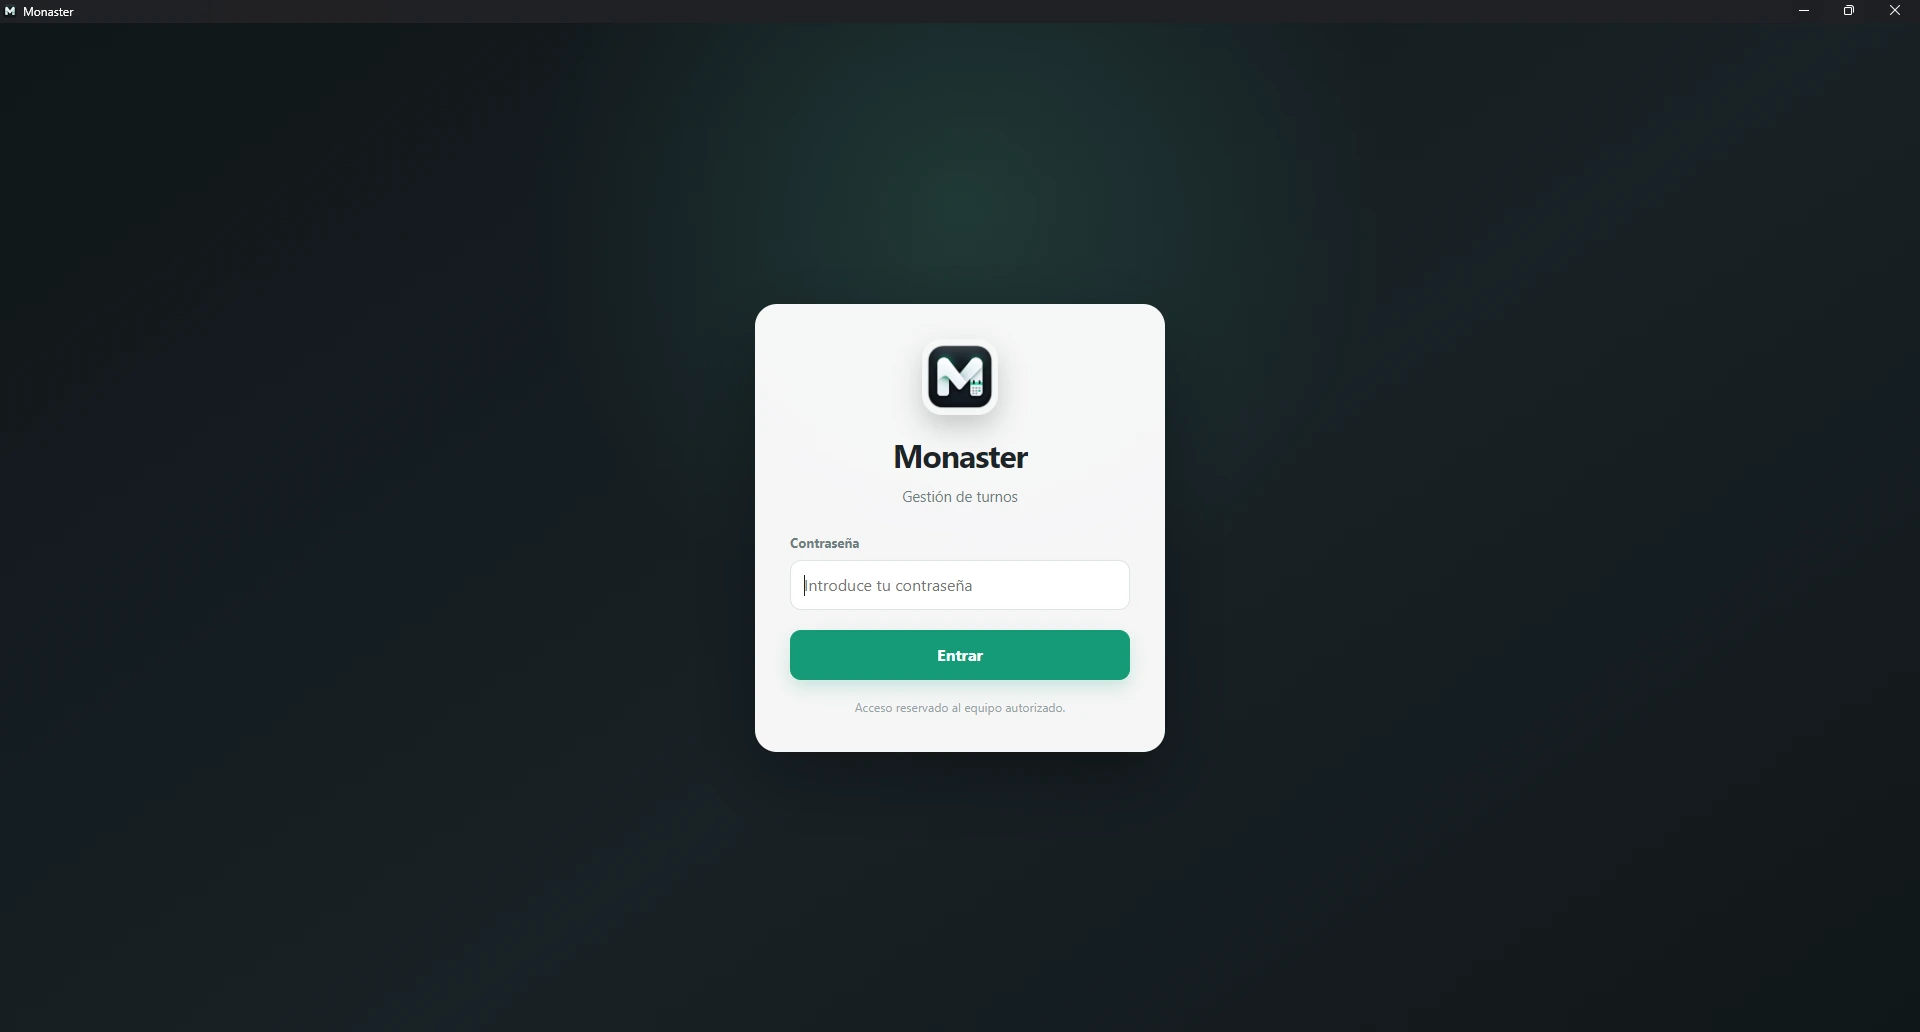 Monaster
Monaster
Gestión de turnos
Contraseña
Introduce tu contraseña
Entrar
Acceso reservado al equipo autorizado.